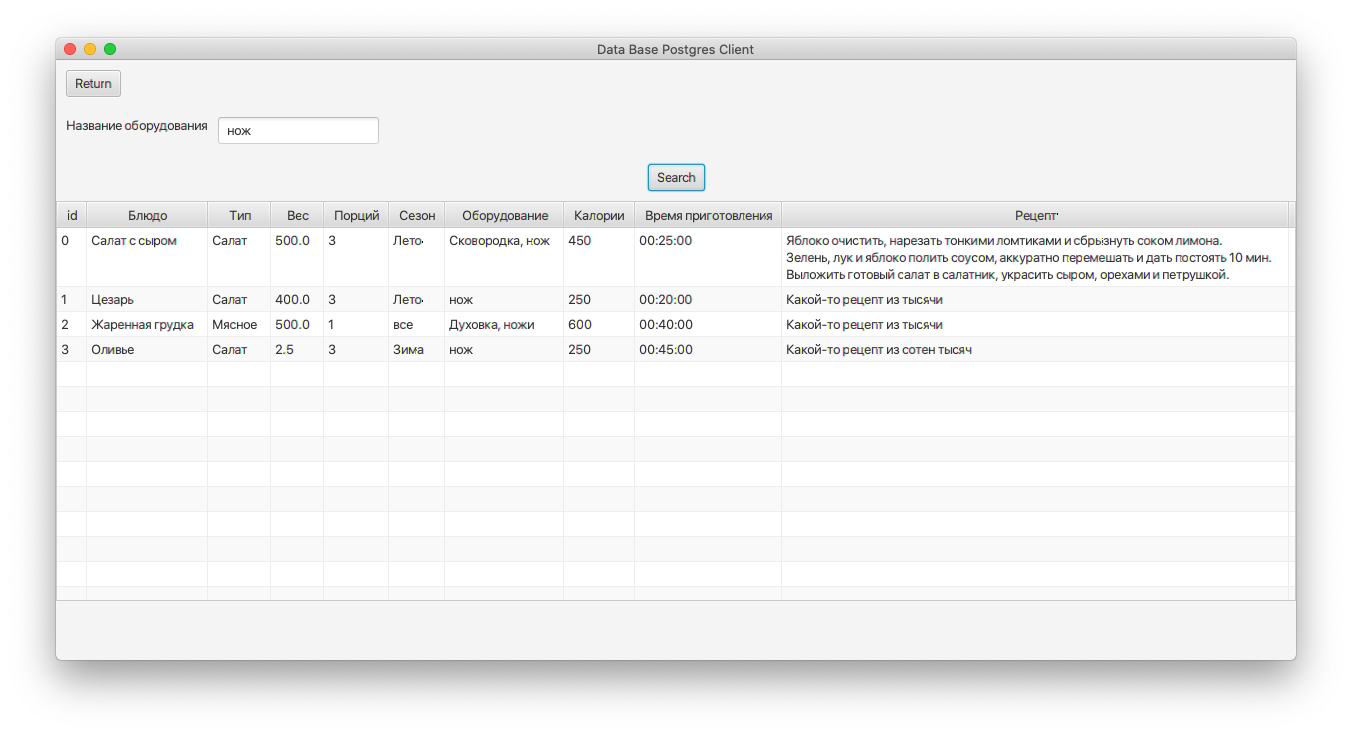 Data Base Postgres Client
Return
Название оборудования нож
Search
id Блюдо Тип Вес Порций Сезон Оборудование Калории Время приготовления Рецепт
0 Салат с сыром Салат 500.0 3 Лето Сковородка, нож 450 00:25:00 Яблоко очистить, нарезать тонкими ломтиками и сбрызнуть соком лимона.
Зелень, лук и яблоко полить соусом, аккуратно перемешать и дать постоять 10 мин.
Выложить готовый салат в салатник, украсить сыром, орехами и петрушкой.
1 Цезарь Салат 400.0 3 Лето нож 250 00:20:00 Какой-то рецепт из тысячи
2 Жаренная грудка Мясное 500.0 1 все Духовка, ножи 600 00:40:00 Какой-то рецепт из тысячи
3 Оливье Салат 2.5 3 Зима нож 250 00:45:00 Какой-то рецепт из сотен тысяч